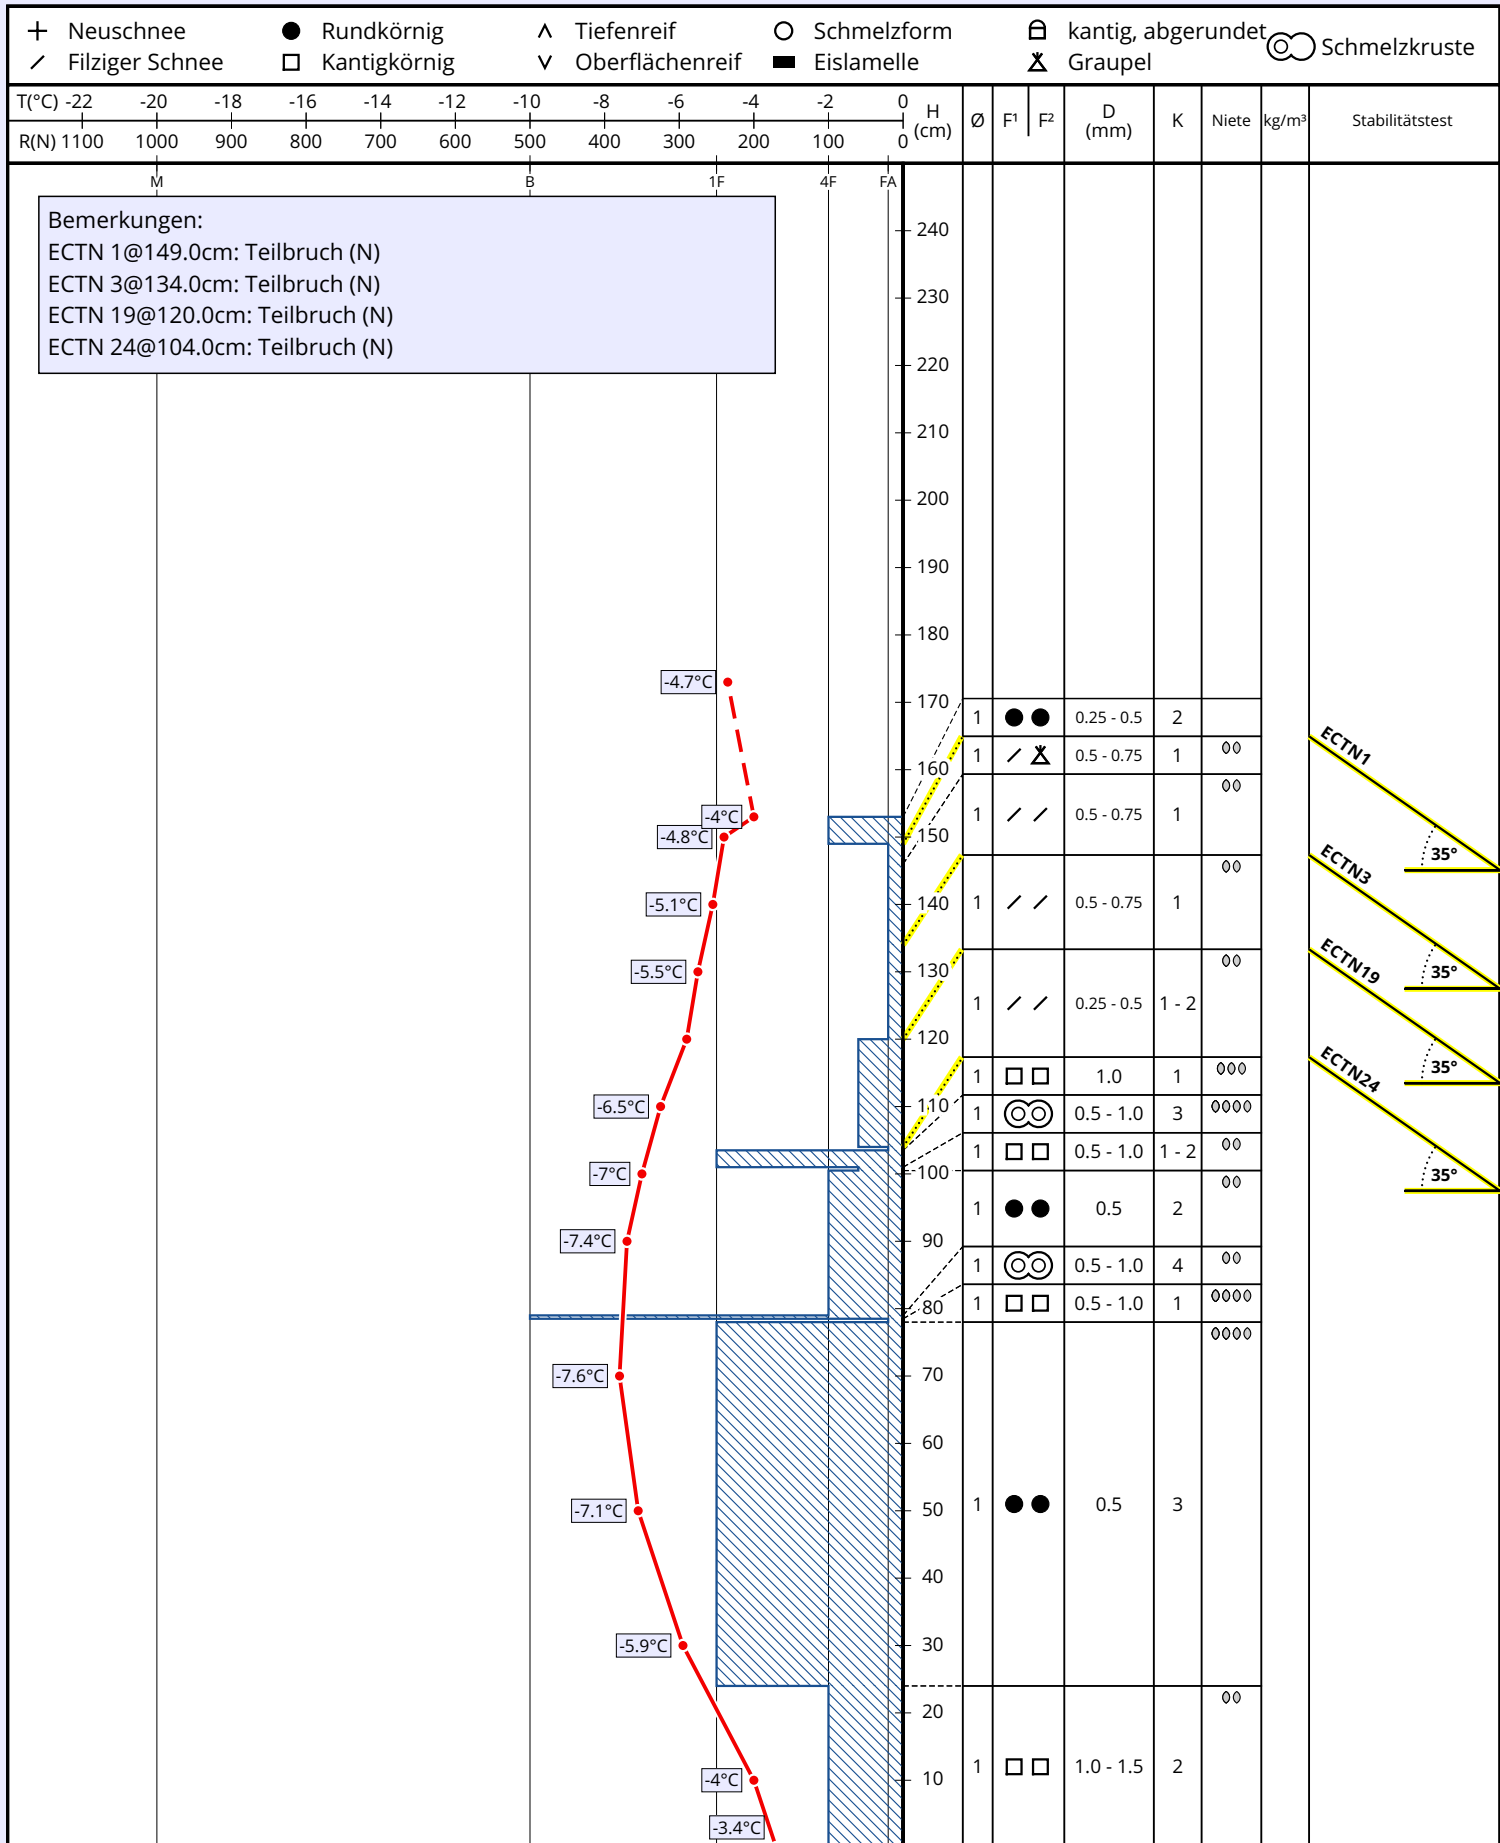 Neuschnee Rundkörnig Tiefenreif Schmelzform kantig, abgerundet Schmelzkruste
Filziger Schnee Kantigkörnig Oberflächenreif Eislamelle Graupel
T(°C) -22 -20 -18 -16 -14 -12 -10 -8 -6 -4 -2 0
R(N) 1100 1000 900 800 700 600 500 400 300 200 100 0
H (cm) Ø F¹ F² D (mm) K Niete kg/m³ Stabilitätstest
M B 1F 4F FA
Bemerkungen:
ECTN 1@149.0cm: Teilbruch (N)
ECTN 3@134.0cm: Teilbruch (N)
ECTN 19@120.0cm: Teilbruch (N)
ECTN 24@104.0cm: Teilbruch (N)
240
230
220
210
200
190
180
-4.7°C
170
1 0.25 - 0.5 2
ECTN1
160 1 0.5 - 0.75 1
-4°C
1 0.5 - 0.75 1
-4.8°C 150
35°
ECTN3
-5.1°C 140 1 0.5 - 0.75 1
-5.5°C 130
35°
ECTN19
1 0.25 - 0.5 1 - 2
120
35°
ECTN24
1 1.0 1
-6.5°C 110
1 0.5 - 1.0 3
1 0.5 - 1.0 1 - 2
-7°C 100
35°
1 0.5 2
-7.4°C 90
1 0.5 - 1.0 4
80 1 0.5 - 1.0 1
-7.6°C 70
60
1 0.5 3
-7.1°C 50
40
-5.9°C 30
20
1 1.0 - 1.5 2
-4°C 10
-3.4°C